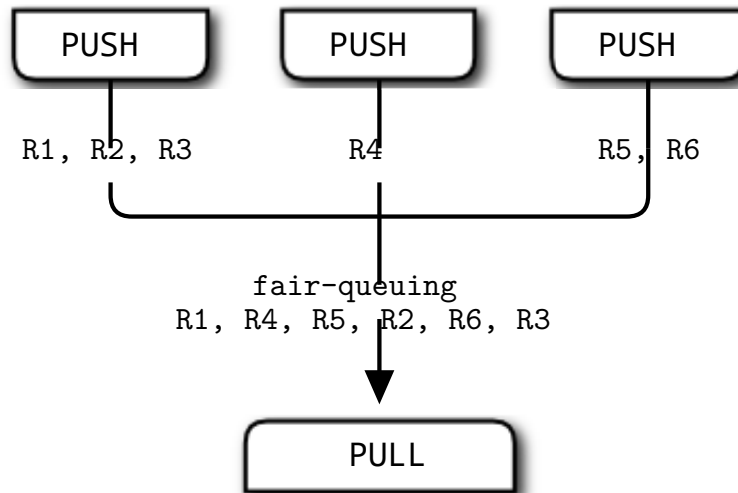 PUSH PUSH PUSH
R1, R2, R3 R4 R5, R6
fair-queuing
R1, R4, R5, R2, R6, R3
PULL